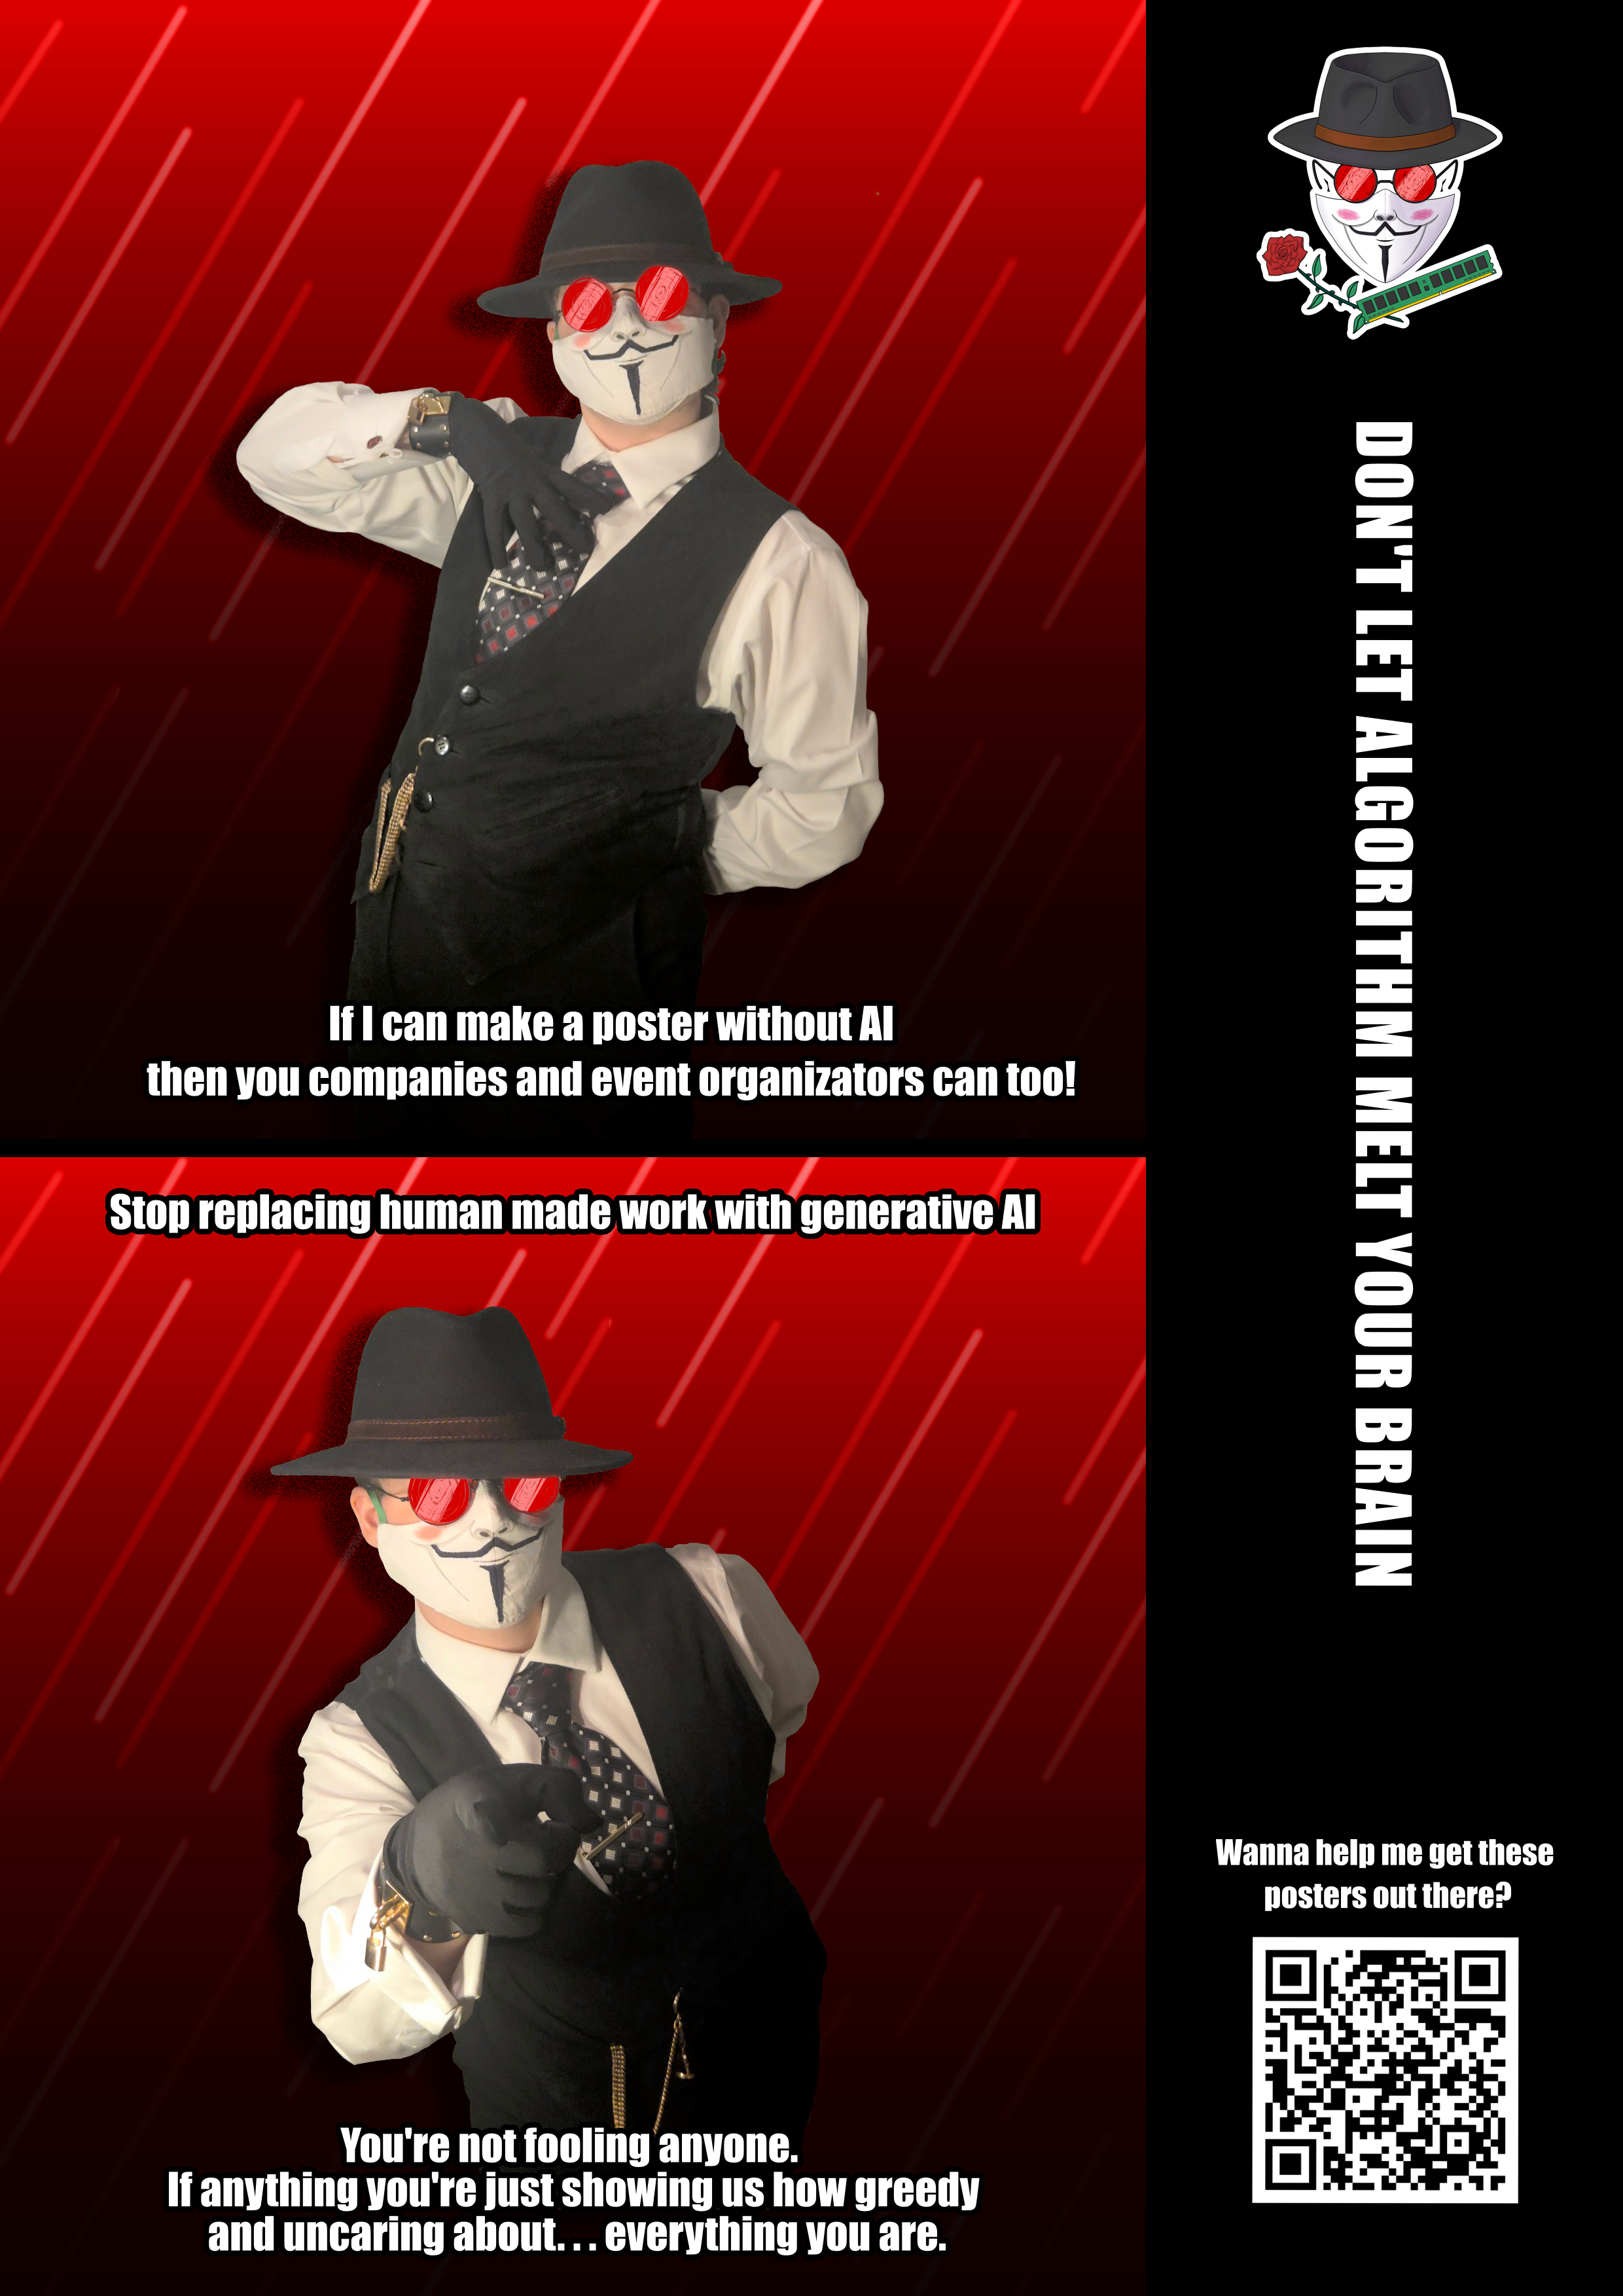 If I can make a poster without AI
then you companies and event organizators can too!
Stop replacing human made work with generative AI
You're not fooling anyone.
If anything you're just showing us how greedy
and uncaring about. . . everything you are.
DON'T LET ALGORITHM MELT YOUR BRAIN
Wanna help me get these
posters out there?